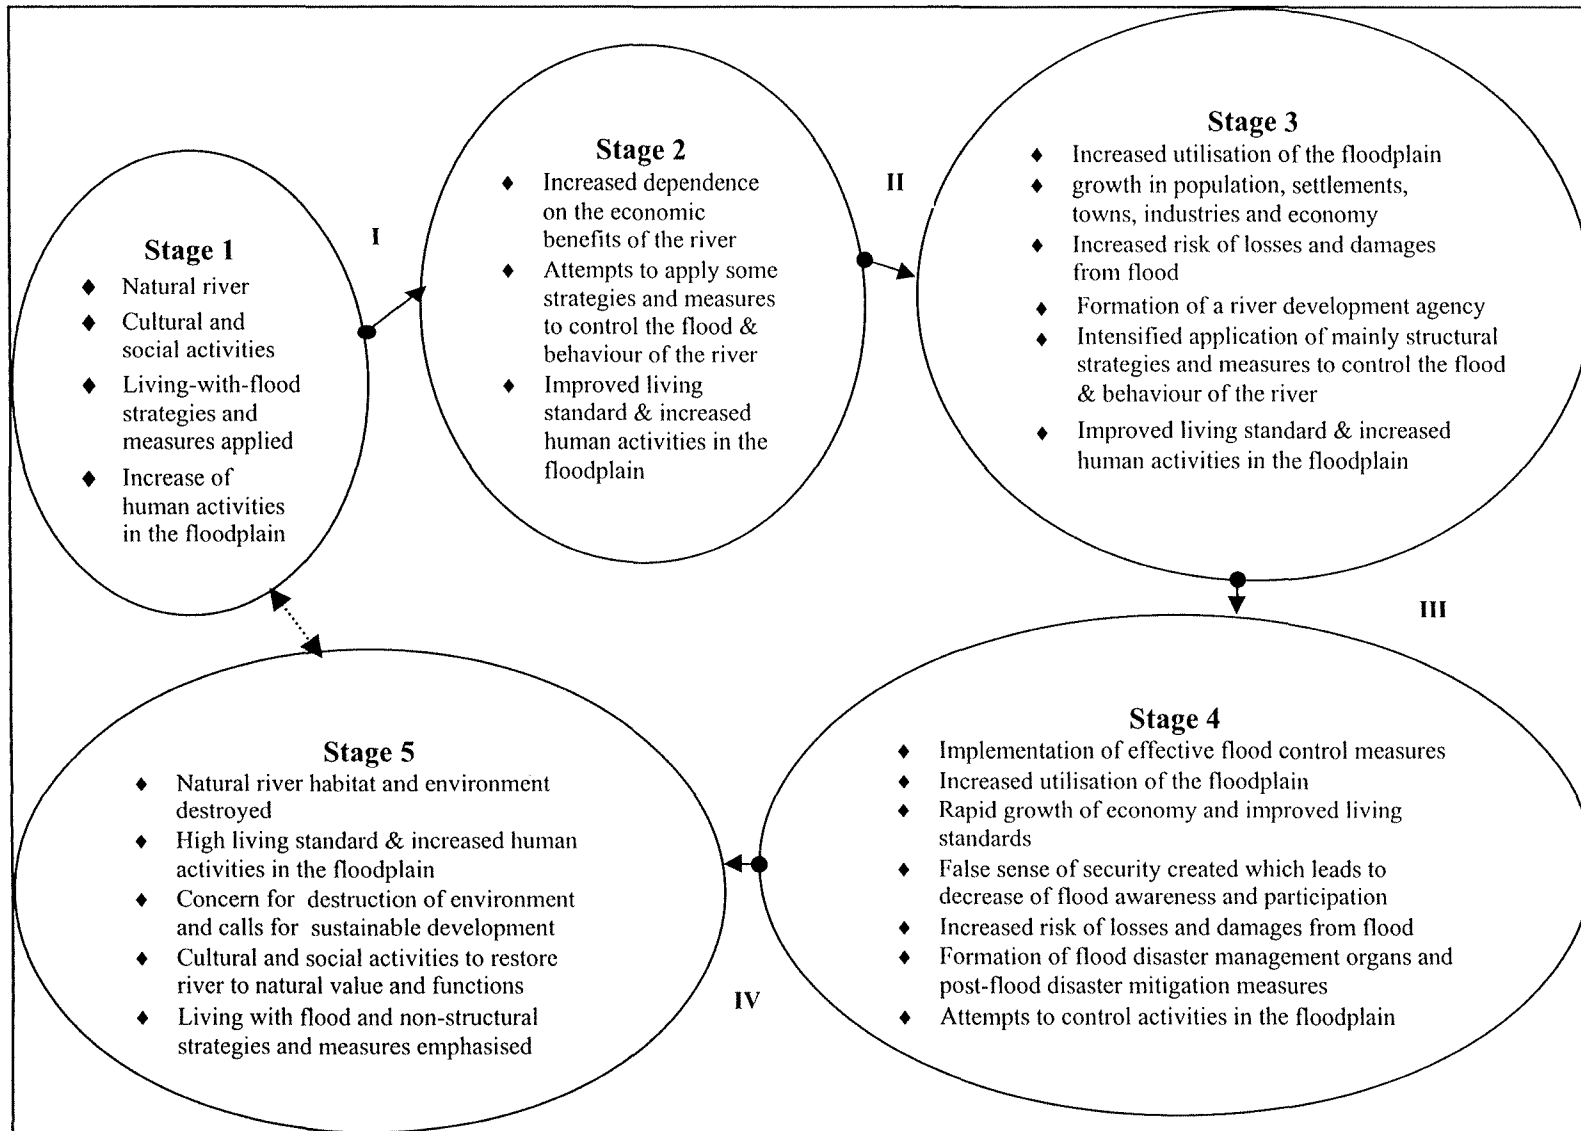 Stage 1
♦ Natural river
♦ Cultural and
social activities
♦ Living-with-flood
strategies and
measures applied
♦ Increase of
human activities
in the floodplain
I
Stage 2
♦ Increased dependence
on the economic
benefits of the river
♦ Attempts to apply some
strategies and measures
to control the flood &
behaviour of the river
♦ Improved living
standard & increased
human activities in the
floodplain
II
Stage 3
♦ Increased utilisation of the floodplain
♦ growth in population, settlements,
towns, industries and economy
♦ Increased risk of losses and damages
from flood
♦ Formation of a river development agency
♦ Intensified application of mainly structural
strategies and measures to control the flood
& behaviour of the river
♦ Improved living standard & increased
human activities in the floodplain
III
Stage 4
♦ Implementation of effective flood control measures
♦ Increased utilisation of the floodplain
♦ Rapid growth of economy and improved living
standards
♦ False sense of security created which leads to
decrease of flood awareness and participation
♦ Increased risk of losses and damages from flood
♦ Formation of flood disaster management organs and
post-flood disaster mitigation measures
♦ Attempts to control activities in the floodplain
IV
Stage 5
♦ Natural river habitat and environment
destroyed
♦ High living standard & increased human
activities in the floodplain
♦ Concern for destruction of environment
and calls for sustainable development
♦ Cultural and social activities to restore
river to natural value and functions
♦ Living with flood and non-structural
strategies and measures emphasised